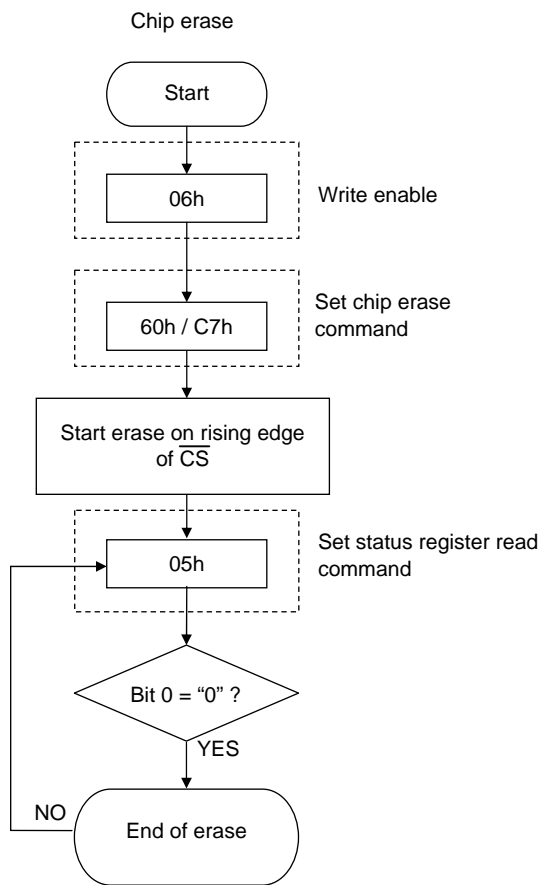 Chip erase
Start
06h
Write enable
60h / C7h
Set chip erase
command
Start erase on rising edge
of C̅S̅
05h
Set status register read
command
Bit 0 = “0” ?
YES
NO
End of erase